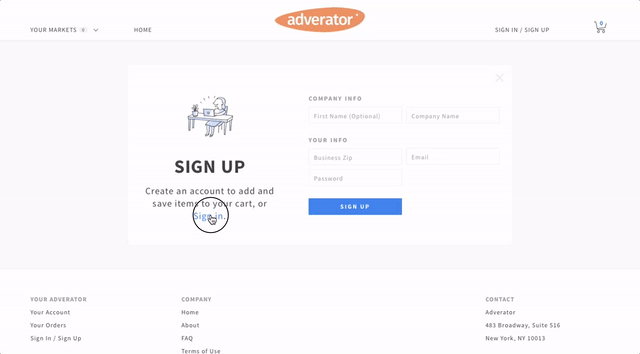 adverator
YOUR MARKETS 0
HOME
SIGN IN / SIGN UP
0
SIGN UP
Create an account to add and
save items to your cart, or
Sign in.
COMPANY INFO
First Name (Optional)
Company Name
YOUR INFO
Business Zip
Email
Password
SIGN UP
YOUR ADVERATOR
Your Account
Your Orders
Sign In / Sign Up
COMPANY
Home
About
FAQ
Terms of Use
CONTACT
Adverator
483 Broadway, Suite 516
New York, NY 10013